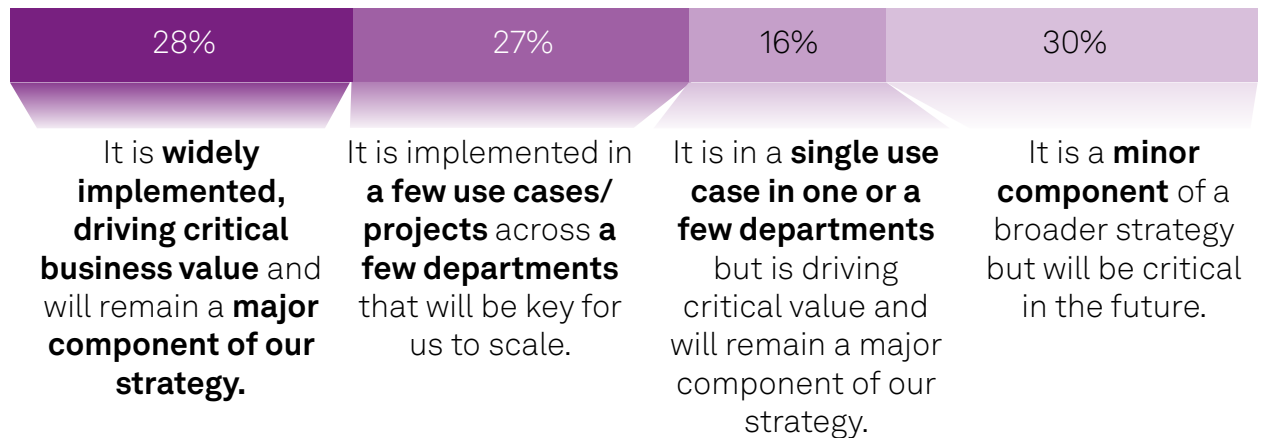 28%
27%
16%
30%
It is widely
implemented,
driving critical
business value and
will remain a major
component of our
strategy.
It is implemented in
a few use cases/
projects across a
few departments
that will be key for
us to scale.
It is in a single use
case in one or a
few departments
but is driving
critical value and
will remain a major
component of our
strategy.
It is a minor
component of a
broader strategy
but will be critical
in the future.